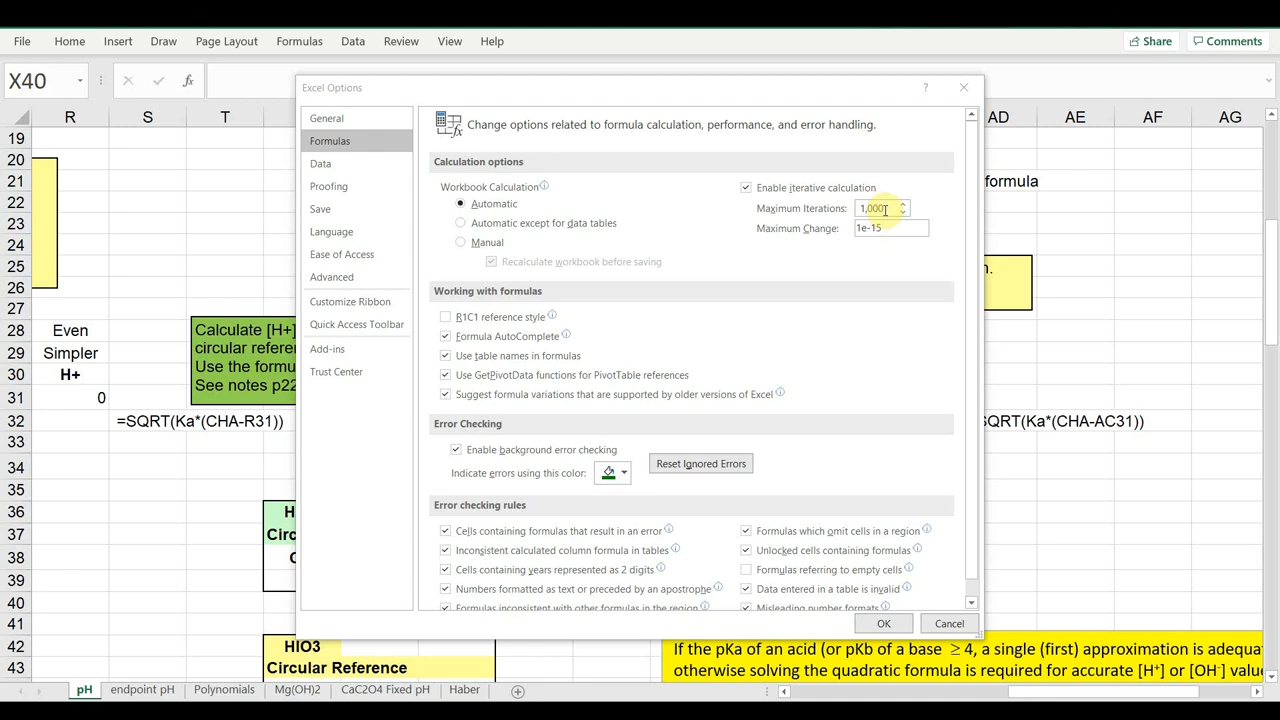 File Home Insert Draw Page Layout Formulas Data Review View Help Share Comments
X40 fx
Excel Options ?
R S T AD AE AF AG
General
Formulas
Data
Proofing
Save
Language
Ease of Access
Advanced
Customize Ribbon
Quick Access Toolbar
Add-ins
Trust Center
Change options related to formula calculation, performance, and error handling.
Calculation options
Workbook Calculation
Automatic
Automatic except for data tables
Manual
Recalculate workbook before saving
Enable iterative calculation
Maximum Iterations: 1,000
Maximum Change: 1e-15
Working with formulas
R1C1 reference style
Formula AutoComplete
Use table names in formulas
Use GetPivotData functions for PivotTable references
Suggest formula variations that are supported by older versions of Excel
Error Checking
Enable background error checking
Indicate errors using this color:
Reset Ignored Errors
Error checking rules
Cells containing formulas that result in an error
Inconsistent calculated column formula in tables
Cells containing years represented as 2 digits
Numbers formatted as text or preceded by an apostrophe
Formulas inconsistent with other formulas in the region
Formulas which omit cells in a region
Unlocked cells containing formulas
Formulas referring to empty cells
Data entered in a table is invalid
Misleading number formats
OK Cancel
19
20
21 formula
22
23
24
25 n.
26
27
28 Even Calculate [H+]
29 Simpler circular refere
30 H+ Use the formu
31 0 See notes p22
32 =SQRT(Ka*(CHA-R31)) SQRT(Ka*(CHA-AC31))
33
34
35
36 H
37 Circ
38 C
39
40
41
42 HIO3 If the pKa of an acid (or pKb of a base ≥ 4, a single (first) approximation is adequa
43 Circular Reference otherwise solving the quadratic formula is required for accurate [H⁺] or [OH⁻] value
pH endpoint pH Polynomials Mg(OH)2 CaC2O4 Fixed pH Haber